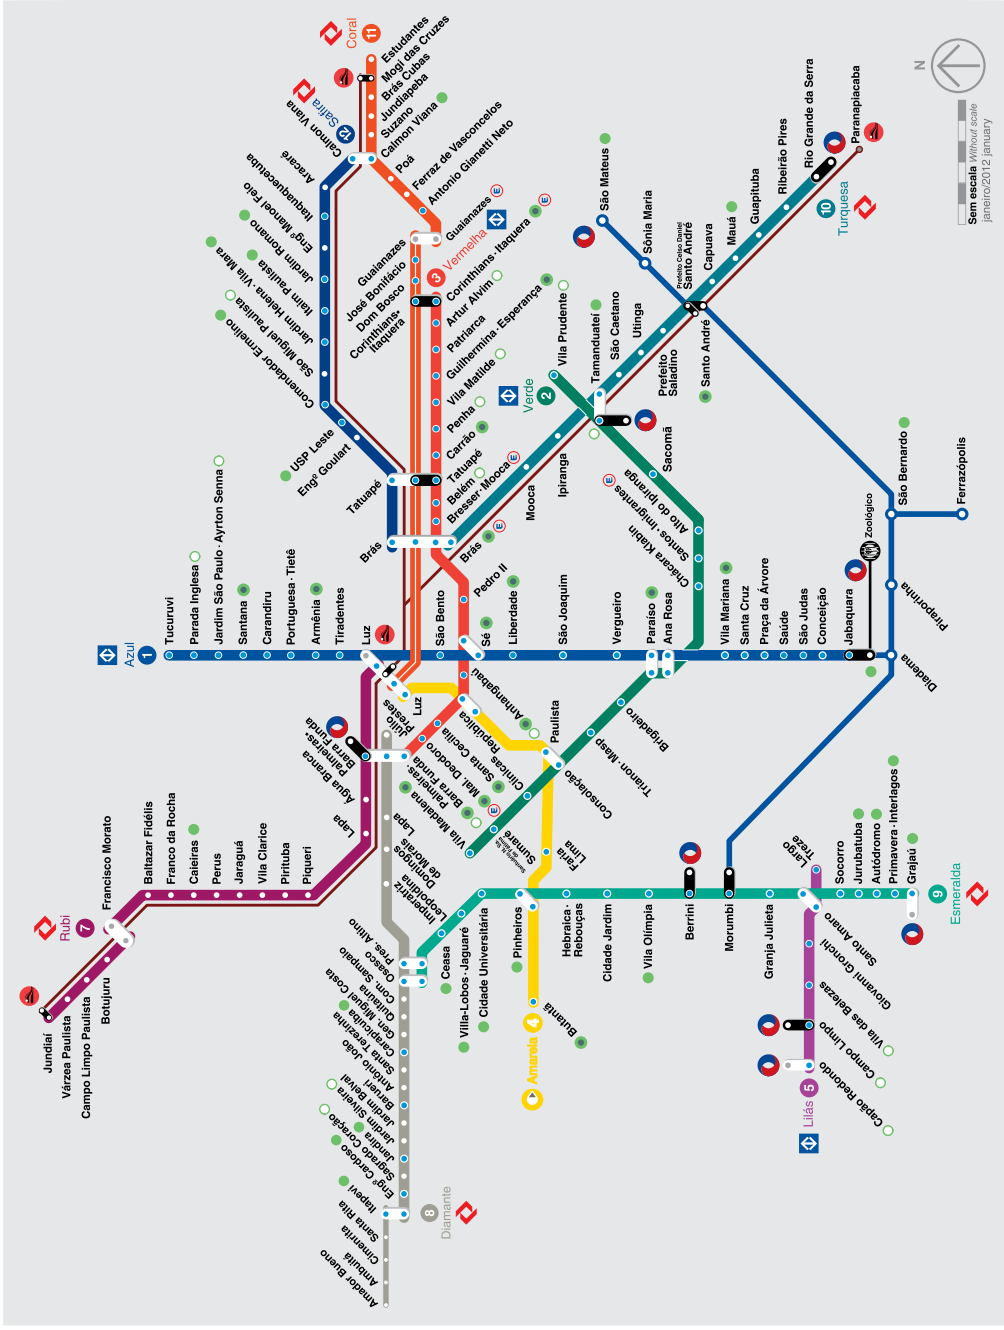 Jundiaí
Várzea Paulista
Campo Limpo Paulista
Botujuru
Francisco Morato
Baltazar Fidélis
Franco da Rocha
Caieiras
Perus
Jaraguá
Vila Clarice
Pirituba
Piqueri
Lapa
Água Branca
Palmeiras-
Barra Funda
Rubi
7
Júlio
Prestes
Luz
Azul
1
Tucuruvi
Parada Inglesa
Jardim São Paulo · Ayrton Senna
Santana
Carandiru
Portuguesa · Tietê
Armênia
Tiradentes
Luz
São Bento
Sé
Liberdade
São Joaquim
Vergueiro
Paraíso
Ana Rosa
Vila Mariana
Santa Cruz
Praça da Árvore
Saúde
São Judas
Conceição
Jabaquara
Zoológico
Coral
11
Estudantes
Mogi das Cruzes
Brás Cubas
Jundiapeba
Suzano
Calmon Viana
Poá
Ferraz de Vasconcelos
Antonio Gianetti Neto
Guaianazes
E
Guaianazes
José Bonifácio
Dom Bosco
Corinthians-
Itaquera
Safira
12
Calmon Viana
Aracaré
Itaquaquecetuba
Engº Manoel Feio
Jardim Romano
Itaim Paulista
Jardim Helena · Vila Mara
São Miguel Paulista
Comendador Ermelino
USP Leste
Engº Goulart
Tatuapé
Brás
Vermelha
3
Corinthians · Itaquera
E
Artur Alvim
Patriarca
Guilhermina · Esperança
Vila Matilde
Penha
Carrão
Tatuapé
Belém
Bresser · Mooca
E
Brás
E
Pedro II
Anhangabaú
República
Santa Cecília
Mal. Deodoro
Palmeiras-
Barra Funda
Verde
2
Vila Prudente
Tamanduateí
Sacomã
Alto do Ipiranga
Santos · Imigrantes
E
Chácara Klabin
Brigadeiro
Trianon · Masp
Consolação
Clínicas
Santuário N. Sra.
de Fátima
Sumaré
Vila Madalena
E
Mooca
Ipiranga
São Caetano
Utinga
Prefeito
Saladino
Prefeito Celso Daniel
Santo André
Capuava
Mauá
Guapituba
Ribeirão Pires
Rio Grande da Serra
Paranapiacaba
10
Turquesa
São Mateus
Sônia Maria
Santo André
São Bernardo
Ferrazópolis
Piraporinha
Diadema
Paulista
Faria
Lima
Pinheiros
Butantã
Amarela
4
Diamante
8
Lapa
Domingos
de Morais
Imperatriz
Leopoldina
Pres. Altino
Osasco
Com. Sampaio
Quitaúna
Gen. Miguel Costa
Carapicuíba
Santa Terezinha
Antônio João
Barueri
Jardim Belval
Jardim Silveira
Jandira
Sagrado Coração
Engº Cardoso
Itapevi
Santa Rita
Cimenrita
Ambuitá
Amador Bueno
Ceasa
Villa-Lobos · Jaguaré
Cidade Universitária
Hebraica ·
Rebouças
Cidade Jardim
Vila Olímpia
Berrini
Morumbi
Granja Julieta
Santo Amaro
Socorro
Jurubatuba
Autódromo
Primavera · Interlagos
Grajaú
9
Esmeralda
Lilás
5
Largo
Treze
Giovanni Gronchi
Vila das Belezas
Campo Limpo
Capão Redondo
N
Sem escala Without scale
janeiro/2012 january